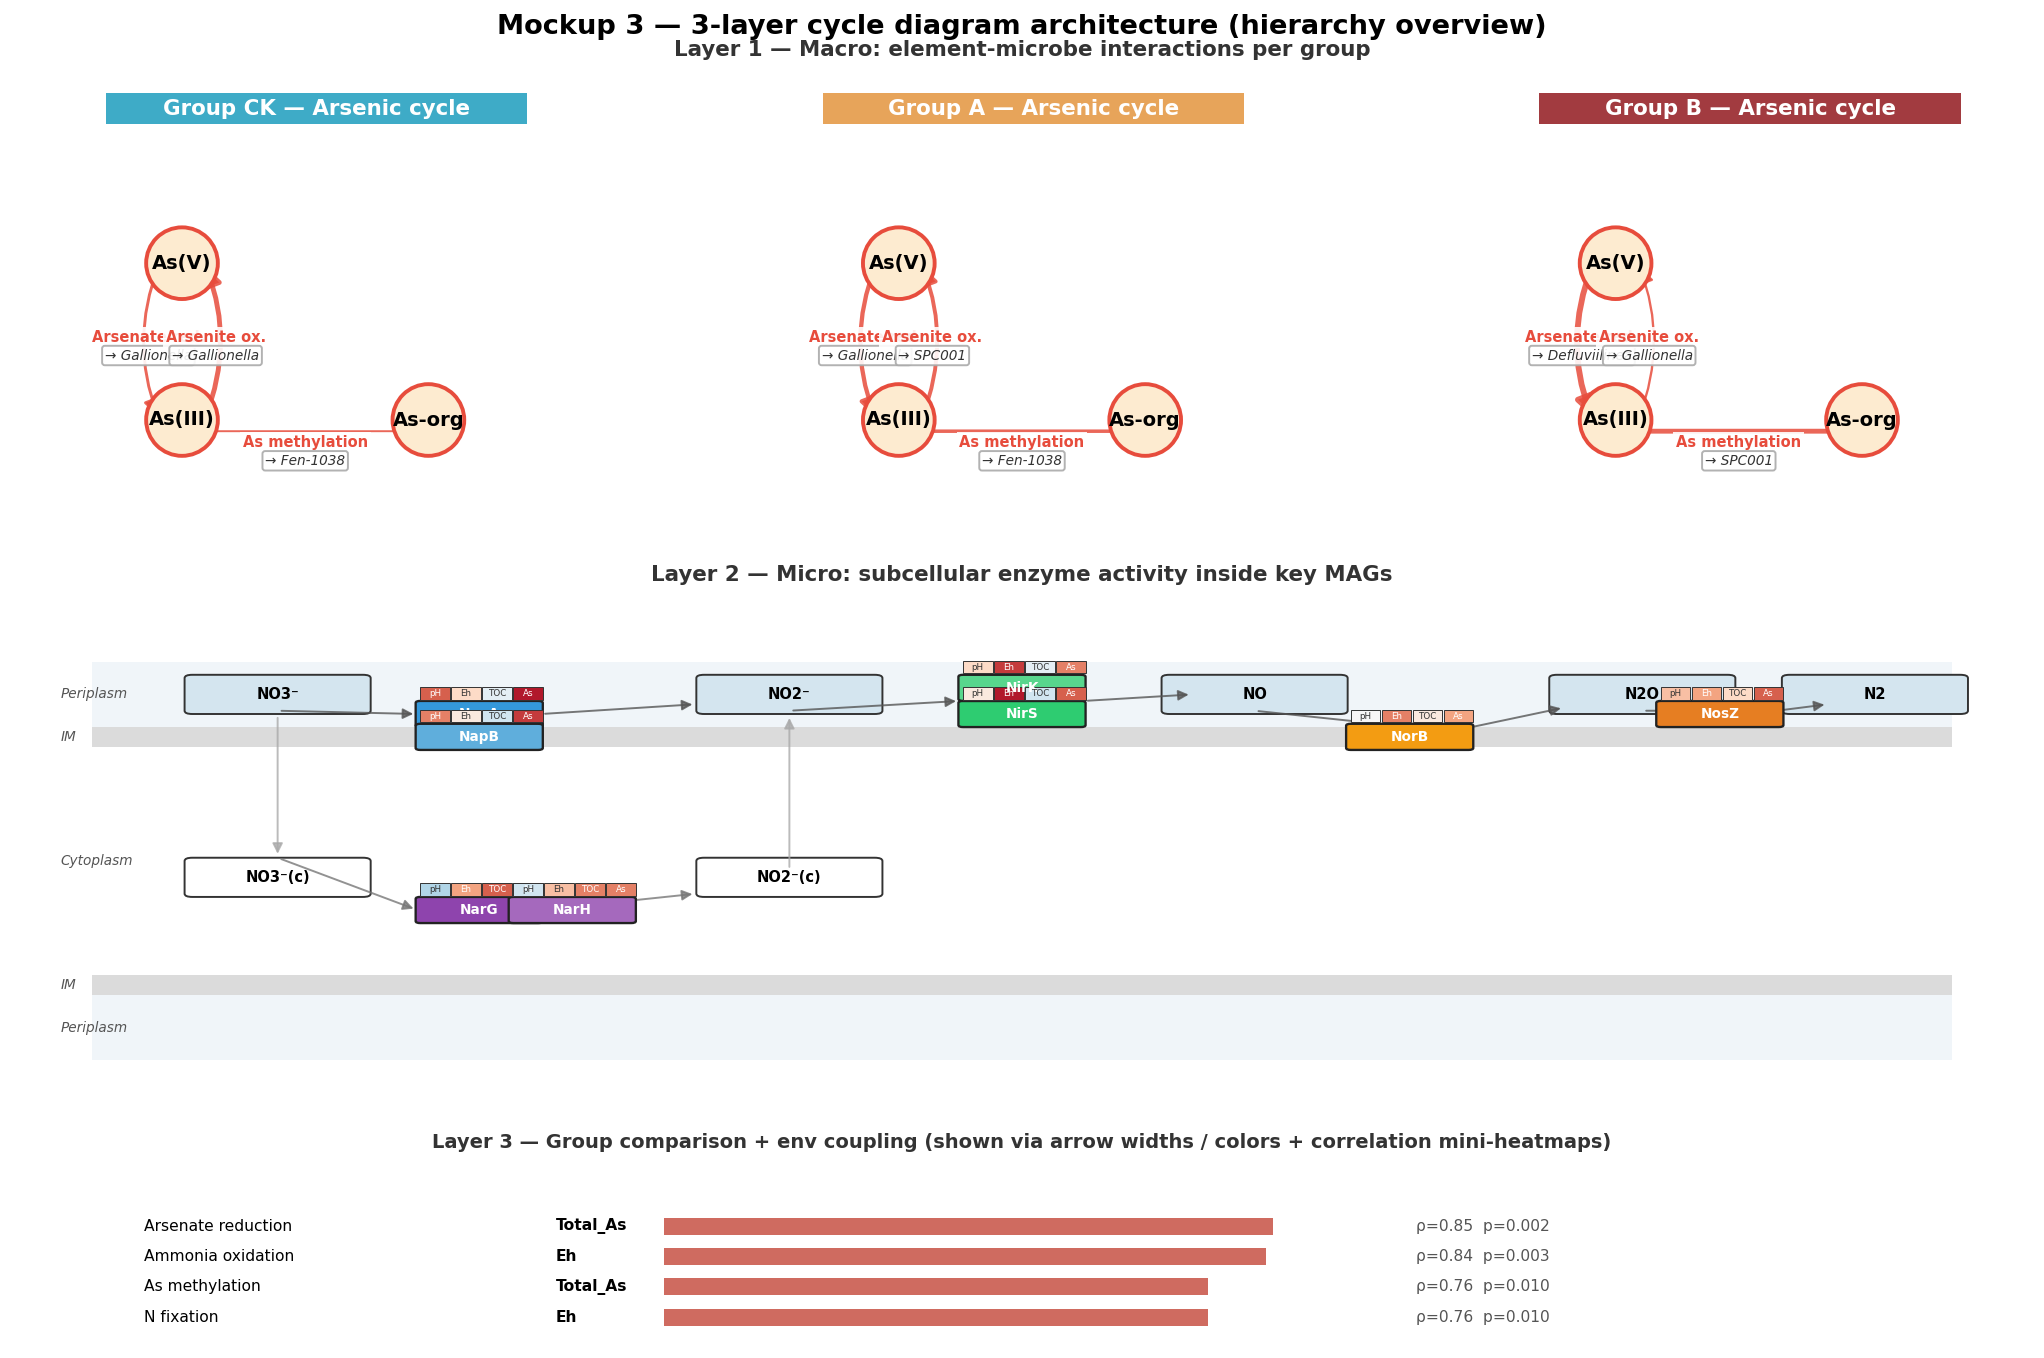 Mockup 3 — 3-layer cycle diagram architecture (hierarchy overview)
Layer 1 — Macro: element-microbe interactions per group
Group CK — Arsenic cycle
Group A — Arsenic cycle
Group B — Arsenic cycle
As(V)
As(V)
As(V)
Arsenate
Arsenite ox.
Arsenate
Arsenite ox.
Arsenate
Arsenite ox.
→ Gallionella
→ SPC001
→ Gallionella
As(III)
As-org
As(III)
As-org
As(III)
As-org
As methylation
As methylation
As methylation
→ Fen-1038
→ Fen-1038
→ SPC001
Layer 2 — Micro: subcellular enzyme activity inside key MAGs
Periplasm
NO3⁻
pH Eh TOC As
pH Eh TOC As
NapB
NO2⁻
pH Eh TOC As
NirK
pH Eh TOC As
NirS
NO
pH Eh TOC As
NorB
N2O
pH Eh TOC As
NosZ
N2
IM
Cytoplasm
NO3⁻(c)
pH Eh TOC
NarG
pH Eh TOC As
NarH
NO2⁻(c)
IM
Periplasm
Layer 3 — Group comparison + env coupling (shown via arrow widths / colors + correlation mini-heatmaps)
Arsenate reduction Total_As ρ=0.85 p=0.002
Ammonia oxidation Eh ρ=0.84 p=0.003
As methylation Total_As ρ=0.76 p=0.010
N fixation Eh ρ=0.76 p=0.010